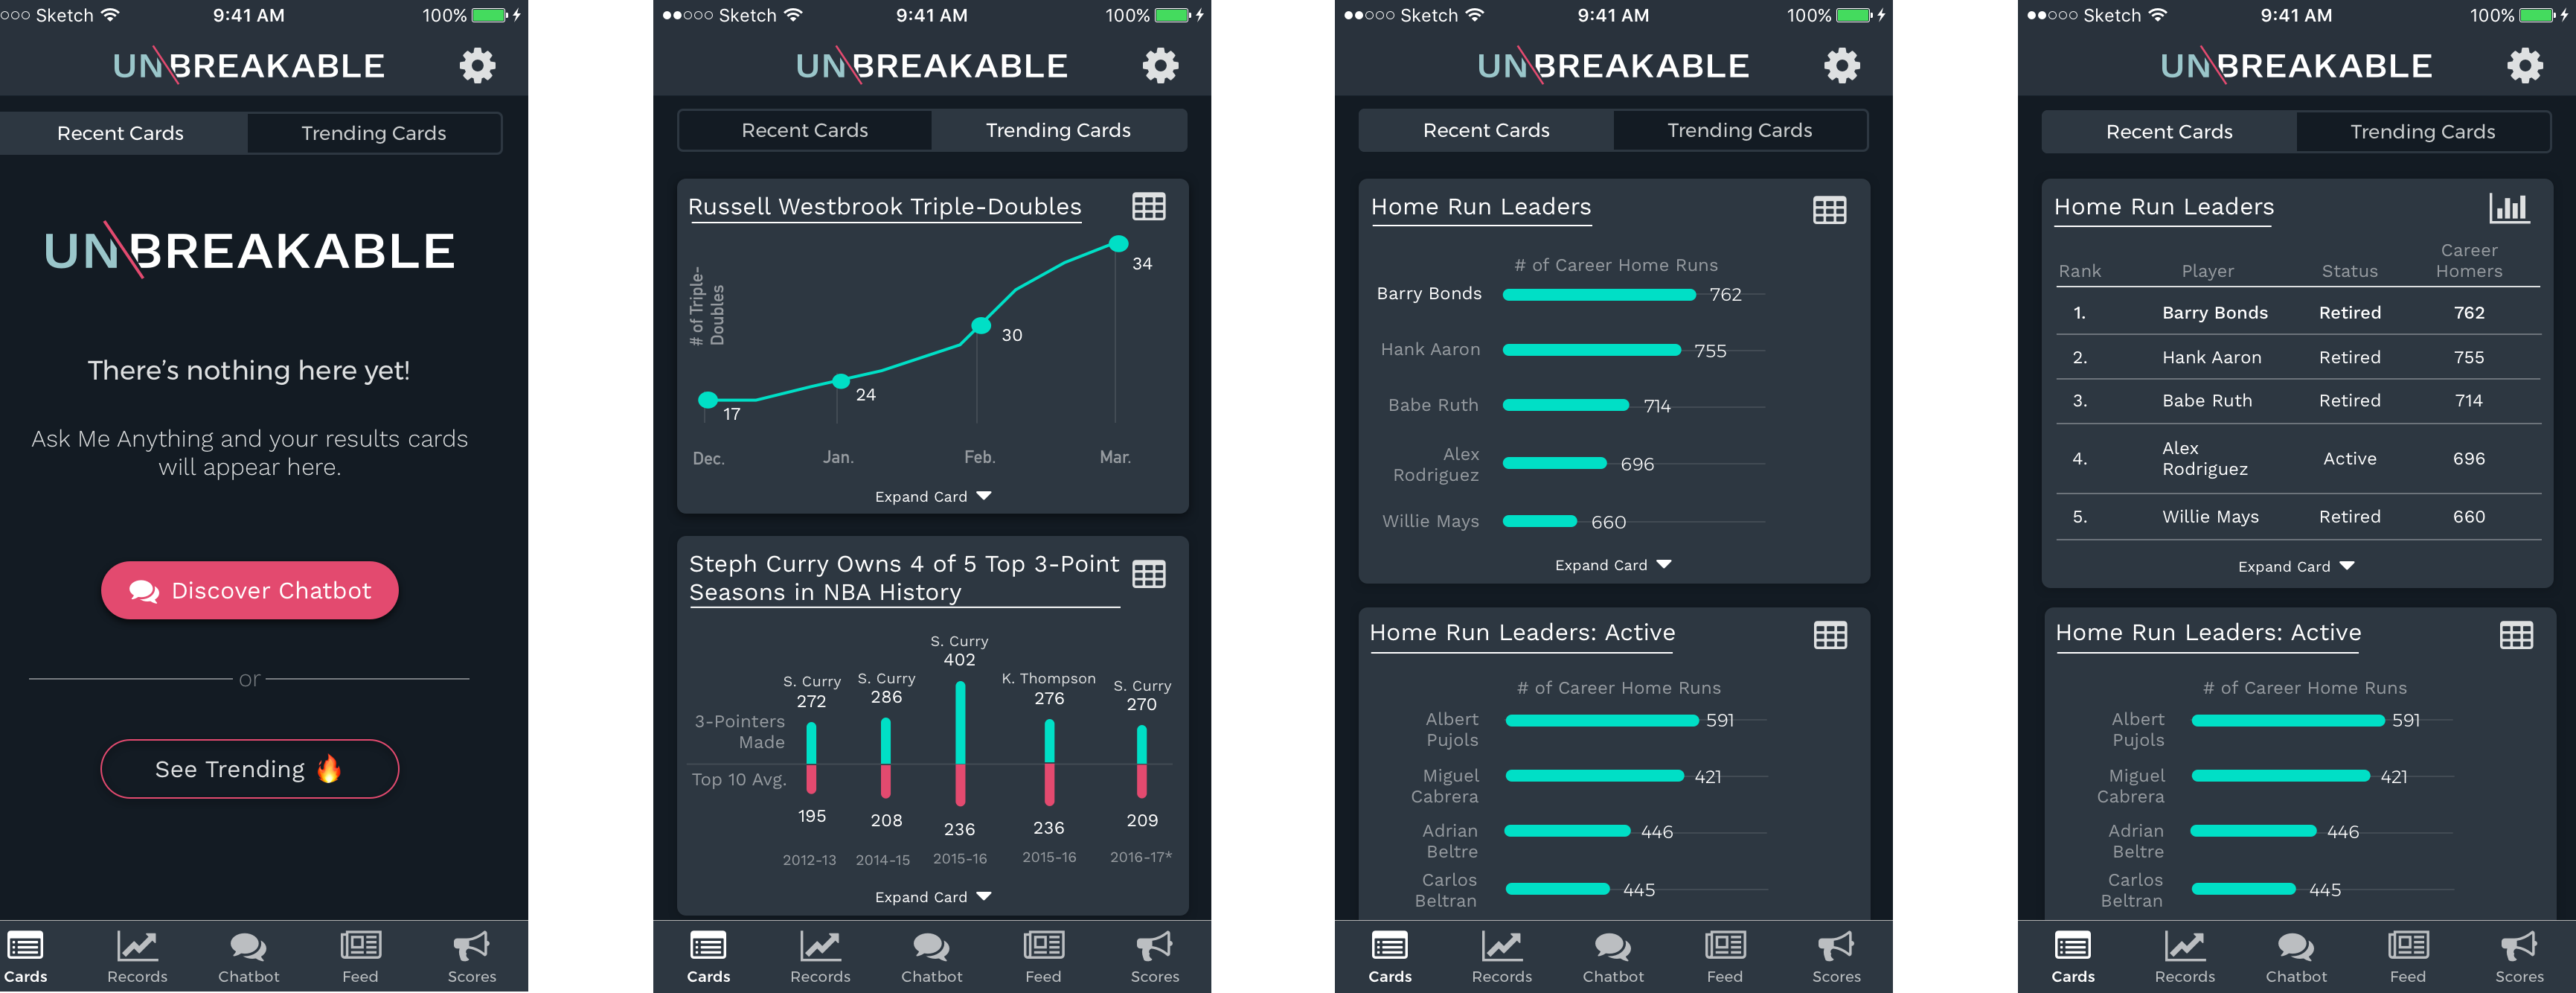 Sketch 9:41 AM 100%
UNBREAKABLE
Recent Cards Trending Cards
UNBREAKABLE
There's nothing here yet!
Ask Me Anything and your results cards
will appear here.
Discover Chatbot
or
See Trending
Cards Records Chatbot Feed Scores
Sketch 9:41 AM 100%
UNBREAKABLE
Recent Cards Trending Cards
Russell Westbrook Triple-Doubles
# of Triple-
Doubles
34
30
24
17
Dec. Jan. Feb. Mar.
Expand Card
Steph Curry Owns 4 of 5 Top 3-Point
Seasons in NBA History
S. Curry S. Curry S. Curry K. Thompson S. Curry
272 286 402 276 270
3-Pointers
Made
Top 10 Avg.
195 208 236 236 209
2012-13 2014-15 2015-16 2015-16 2016-17*
Expand Card
Cards Records Chatbot Feed Scores
Sketch 9:41 AM 100%
UNBREAKABLE
Recent Cards Trending Cards
Home Run Leaders
# of Career Home Runs
Barry Bonds 762
Hank Aaron 755
Babe Ruth 714
Alex
Rodriguez 696
Willie Mays 660
Expand Card
Home Run Leaders: Active
# of Career Home Runs
Albert
Pujols 591
Miguel
Cabrera 421
Adrian
Beltre 446
Carlos
Beltran 445
Cards Records Chatbot Feed Scores
Sketch 9:41 AM 100%
UNBREAKABLE
Recent Cards Trending Cards
Home Run Leaders
Rank Player Status Career
Homers
1. Barry Bonds Retired 762
2. Hank Aaron Retired 755
3. Babe Ruth Retired 714
4. Alex
Rodriguez Active 696
5. Willie Mays Retired 660
Expand Card
Home Run Leaders: Active
# of Career Home Runs
Albert
Pujols 591
Miguel
Cabrera 421
Adrian
Beltre 446
Carlos
Beltran 445
Cards Records Chatbot Feed Scores